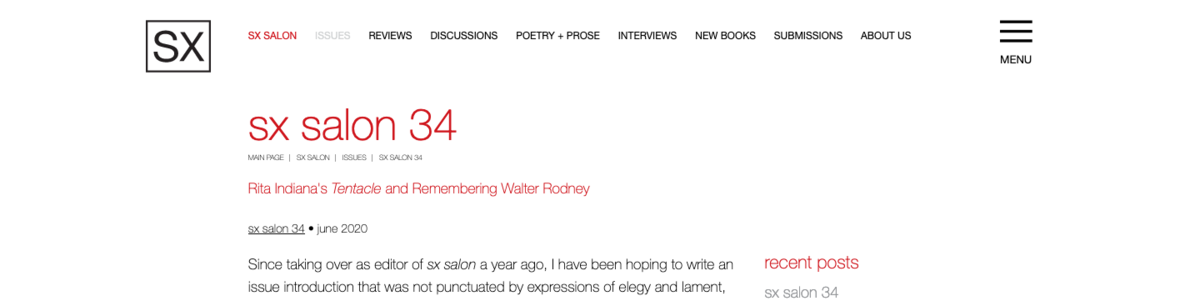 SX
SX SALON ISSUES REVIEWS DISCUSSIONS POETRY + PROSE INTERVIEWS NEW BOOKS SUBMISSIONS ABOUT US
MENU
sx salon 34
MAIN PAGE | SX SALON | ISSUES | SX SALON 34
Rita Indiana's Tentacle and Remembering Walter Rodney
sx salon 34 • june 2020
Since taking over as editor of sx salon a year ago, I have been hoping to write an
issue introduction that was not punctuated by expressions of elegy and lament,
recent posts
sx salon 34